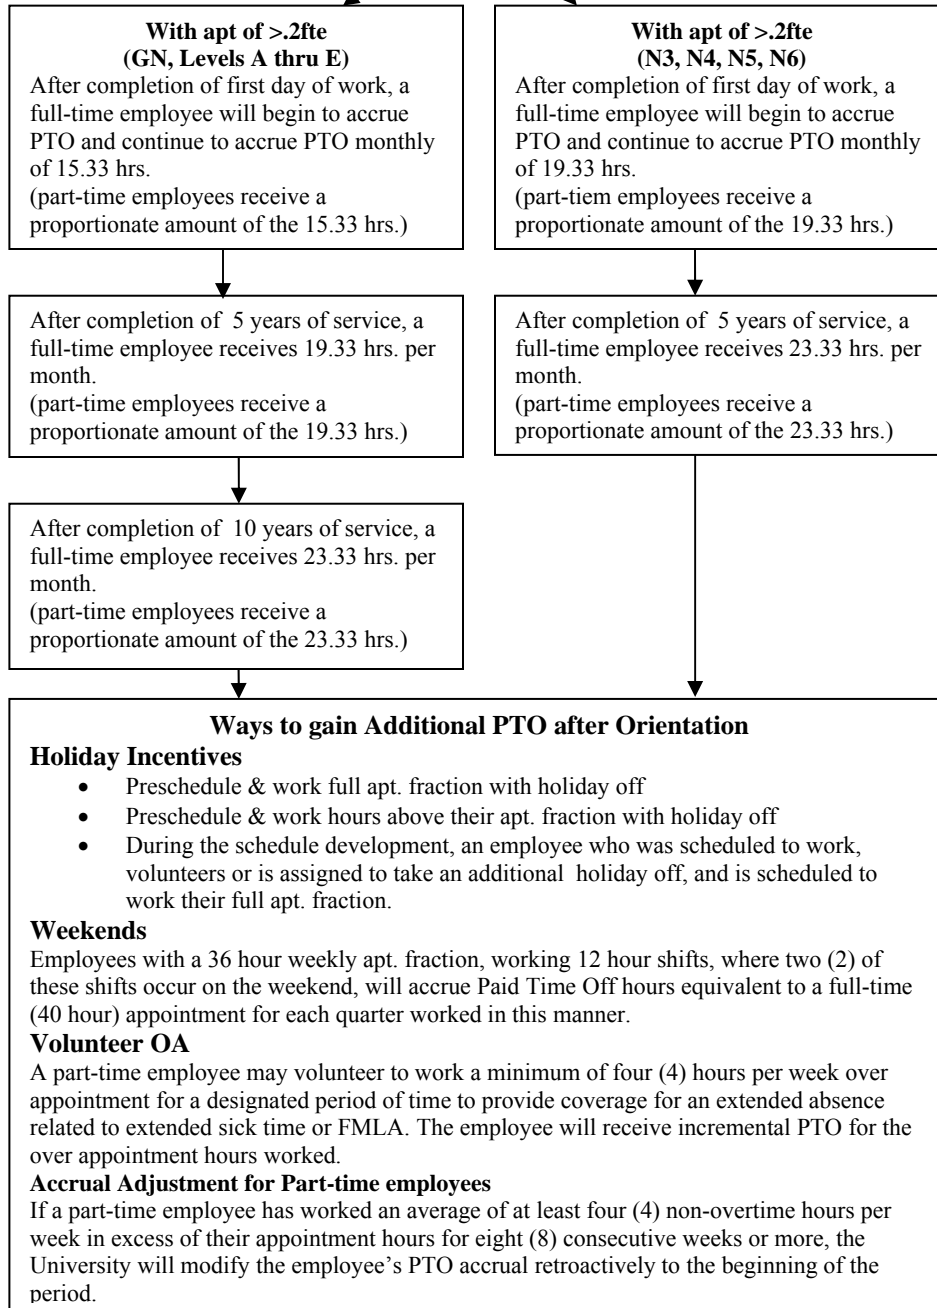 With apt of >.2fte
(GN, Levels A thru E)
After completion of first day of work, a
full-time employee will begin to accrue
PTO and continue to accrue PTO monthly
of 15.33 hrs.
(part-time employees receive a
proportionate amount of the 15.33 hrs.)
With apt of >.2fte
(N3, N4, N5, N6)
After completion of first day of work, a
full-time employee will begin to accrue
PTO and continue to accrue PTO monthly
of 19.33 hrs.
(part-tiem employees receive a
proportionate amount of the 19.33 hrs.)
After completion of 5 years of service, a
full-time employee receives 19.33 hrs. per
month.
(part-time employees receive a
proportionate amount of the 19.33 hrs.)
After completion of 5 years of service, a
full-time employee receives 23.33 hrs. per
month.
(part-time employees receive a
proportionate amount of the 23.33 hrs.)
After completion of 10 years of service, a
full-time employee receives 23.33 hrs. per
month.
(part-time employees receive a
proportionate amount of the 23.33 hrs.)
Ways to gain Additional PTO after Orientation
Holiday Incentives
• Preschedule & work full apt. fraction with holiday off
• Preschedule & work hours above their apt. fraction with holiday off
• During the schedule development, an employee who was scheduled to work,
volunteers or is assigned to take an additional holiday off, and is scheduled to
work their full apt. fraction.
Weekends
Employees with a 36 hour weekly apt. fraction, working 12 hour shifts, where two (2) of
these shifts occur on the weekend, will accrue Paid Time Off hours equivalent to a full-time
(40 hour) appointment for each quarter worked in this manner.
Volunteer OA
A part-time employee may volunteer to work a minimum of four (4) hours per week over
appointment for a designated period of time to provide coverage for an extended absence
related to extended sick time or FMLA. The employee will receive incremental PTO for the
over appointment hours worked.
Accrual Adjustment for Part-time employees
If a part-time employee has worked an average of at least four (4) non-overtime hours per
week in excess of their appointment hours for eight (8) consecutive weeks or more, the
University will modify the employee's PTO accrual retroactively to the beginning of the
period.